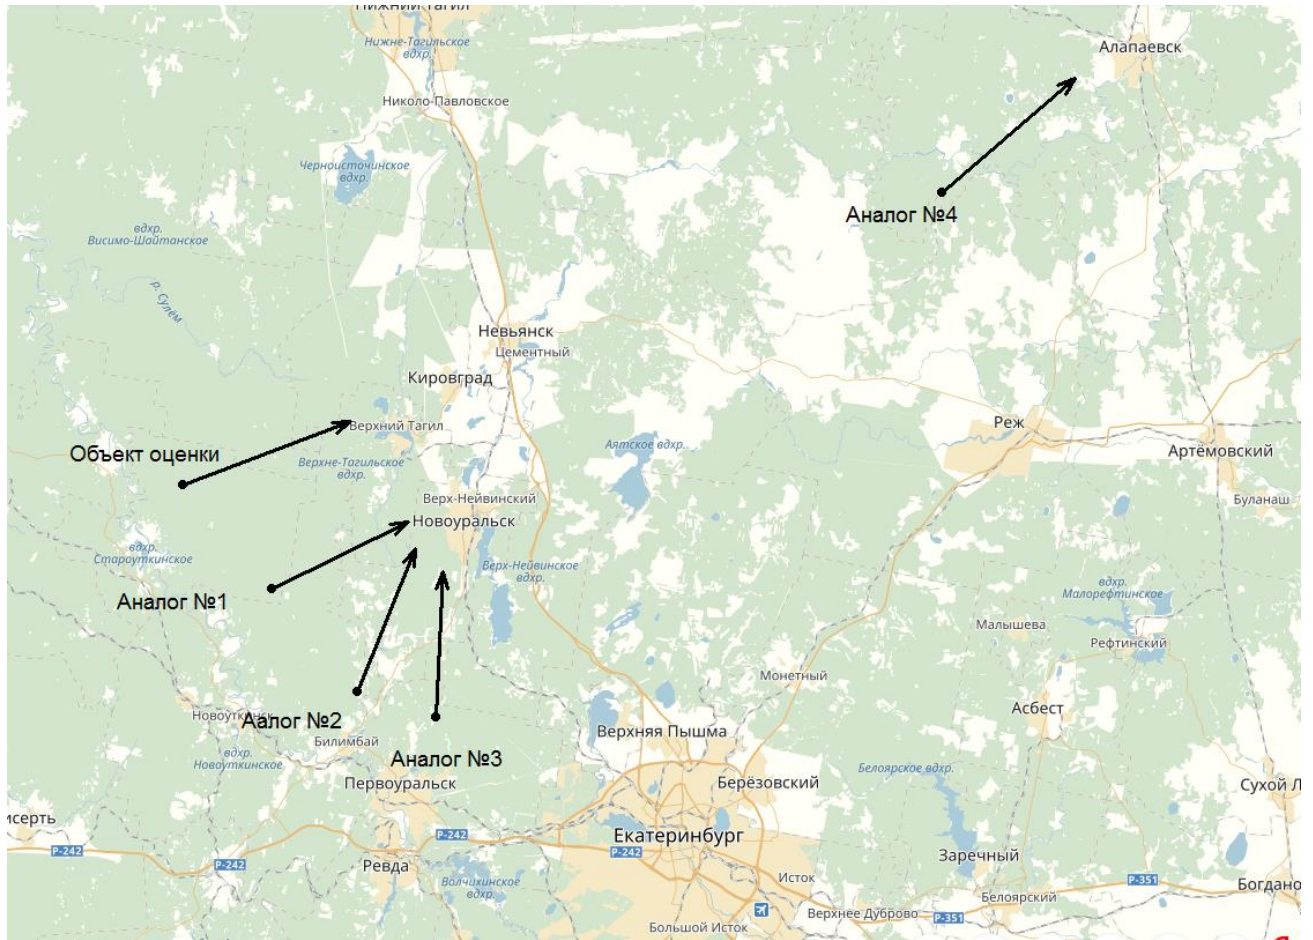 Нижний Тагил
Нижне-Тагильское
вдхр.
Алапаевск
Николо-Павловское
Черноисточинское
вдхр.
Аналог №4
вдхр.
Висимо-Шайтанское
р. Сулём
Невьянск
Цементный
Кировград
Верхний Тагил
Реж
Объект оценки
Аятское вдхр.
Артёмовский
Верхне-Тагильское
вдхр.
Верх-Нейвинский
Буланаш
Новоуральск
вдхр.
Староуткинское
Верх-Нейвинское
вдхр.
вдхр.
Малорефтинское
Аналог №1
Малышева
Рефтинский
Монетный
Новоуткинск
Аалог №2
Асбест
Билимбай
Верхняя Пышма
вдхр.
Новоуткинское
Аналог №3
Белоярское вдхр.
Первоуральск
Берёзовский
Сухой Л
исерть
Р-242
Екатеринбург
Р-242
Р-242
Р-242
Ревда
Заречный
Волчихинское
вдхр.
Исток
Р-351
Богдано
Белоярский
Верхнее Дуброво
Р-351
Большой Исток